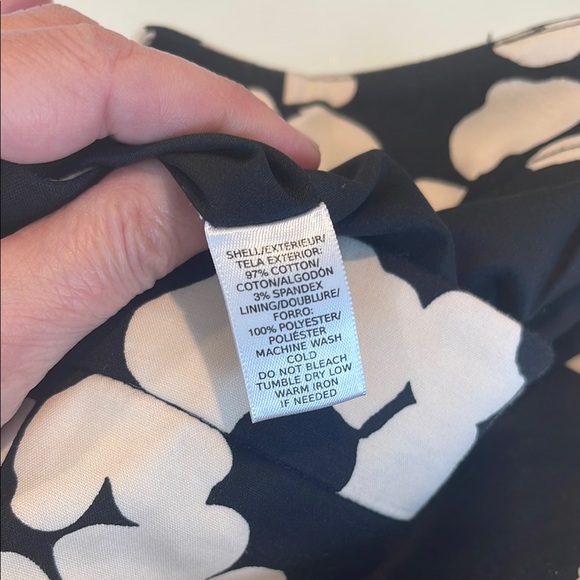 SHELL/EXTÉRIEUR/
TELA EXTERIOR:
97% COTTON/
COTON/ALGODÓN
3% SPANDEX
LINING/DOUBLURE/
FORRO:
100% POLYESTER/
POLIÉSTER
MACHINE WASH
COLD
DO NOT BLEACH
TUMBLE DRY LOW
WARM IRON
IF NEEDED